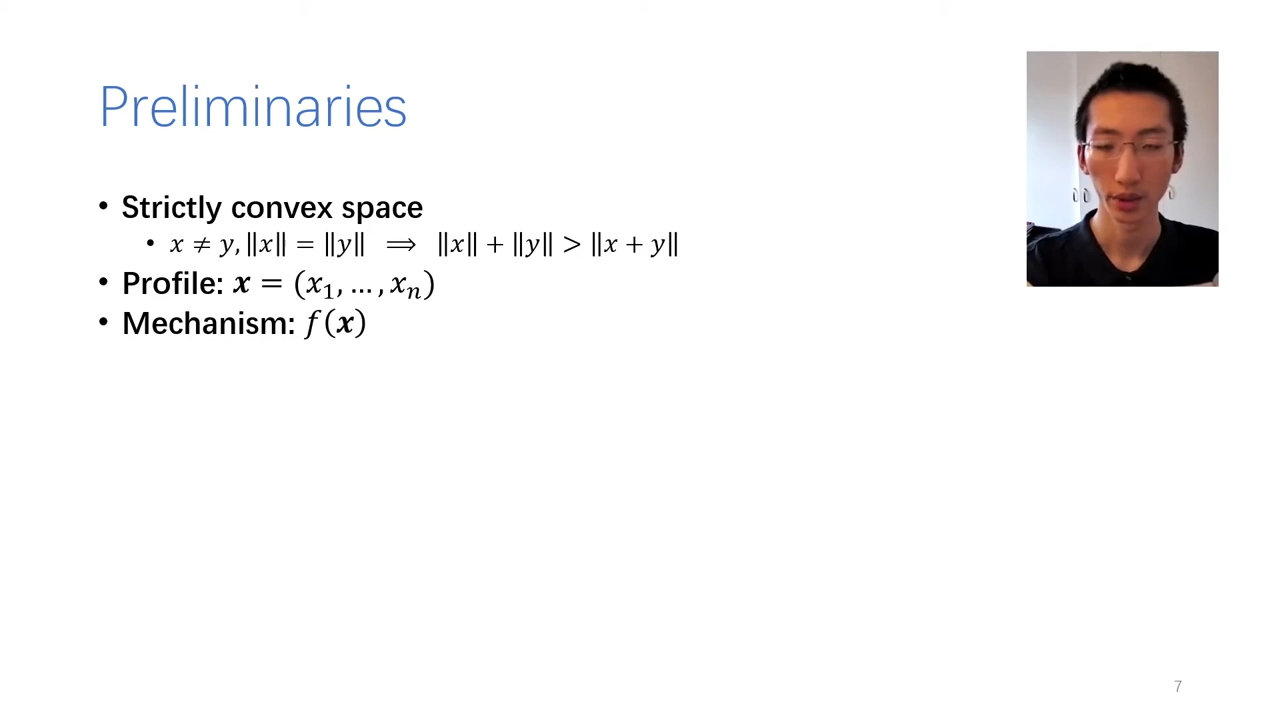 Preliminaries
• Strictly convex space
• x ≠ y, ‖x‖ = ‖y‖ ⟹ ‖x‖ + ‖y‖ > ‖x + y‖
• Profile: x = (x₁, … , xₙ)
• Mechanism: f(x)
7